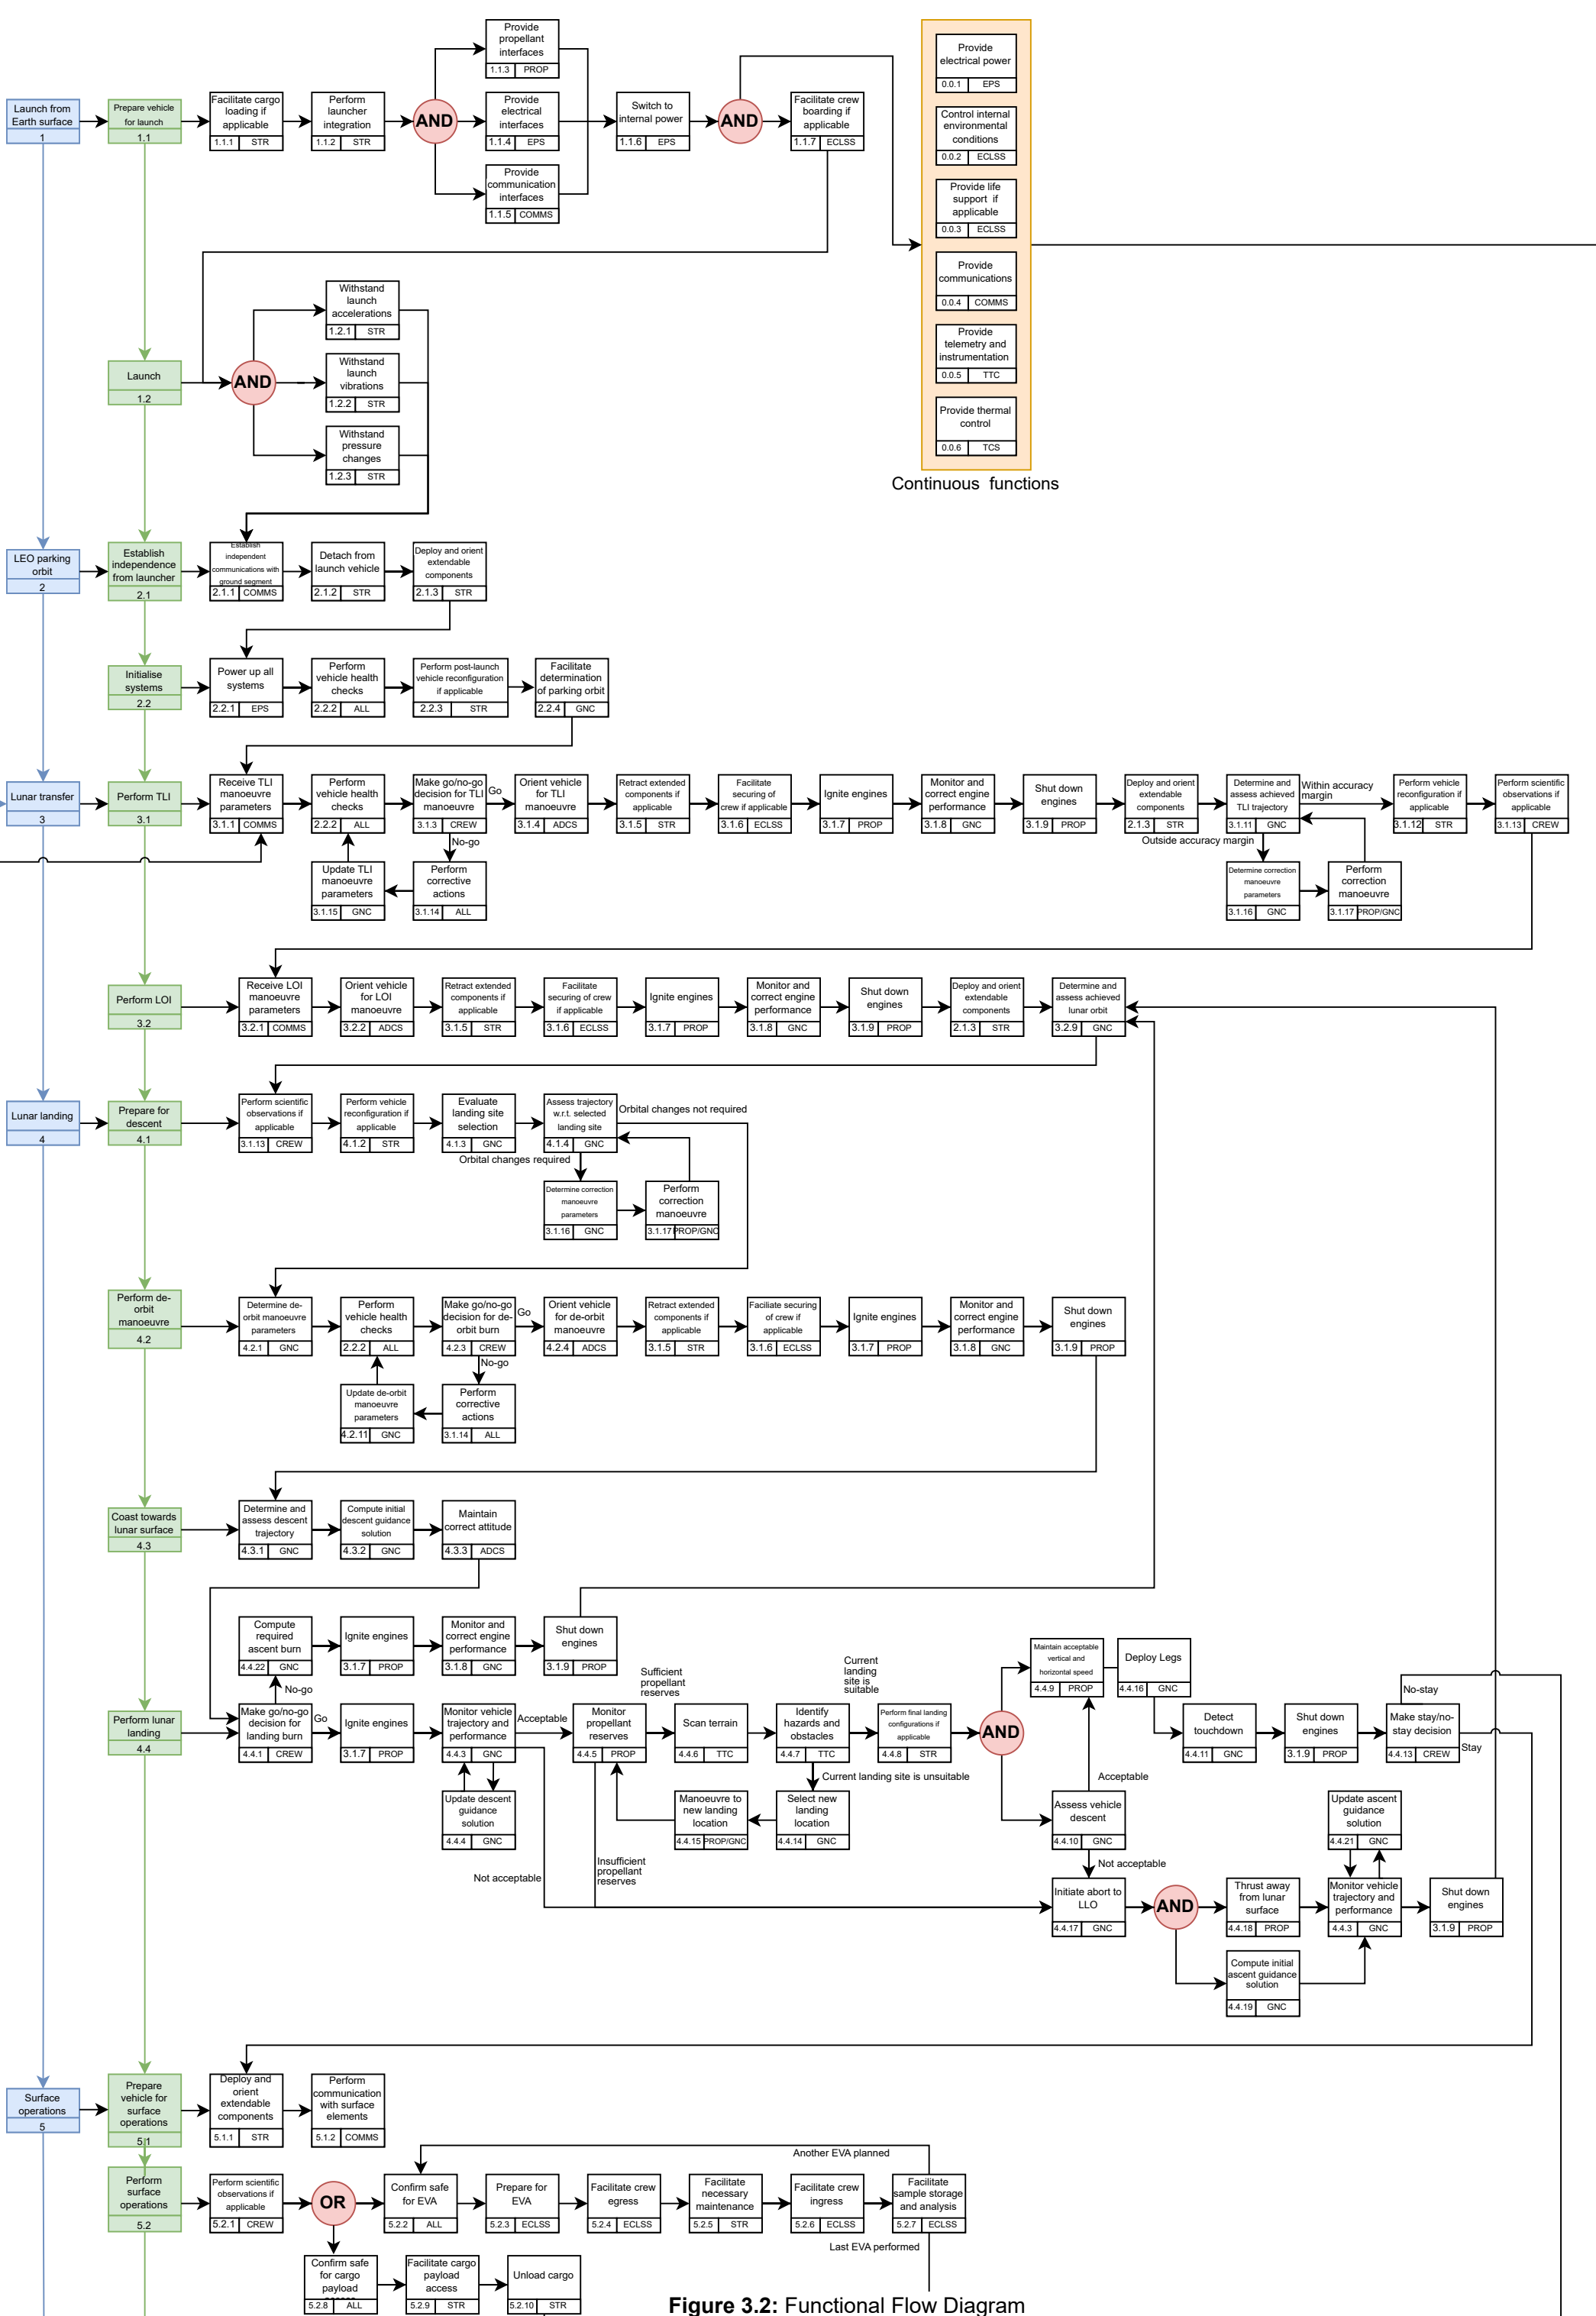 Provide
propellant
interfaces
1.1.3 PROP
Launch from
Earth surface
1
Prepare vehicle
for launch
1.1
Facilitate cargo
loading if
applicable
1.1.1 STR
Perform
launcher
integration
1.1.2 STR
AND
Provide
electrical
interfaces
1.1.4 EPS
Provide
communication
interfaces
1.1.5 COMMS
Switch to
internal power
1.1.6 EPS
AND
Facilitate crew
boarding if
applicable
1.1.7 ECLSS
Provide
electrical power
0.0.1 EPS
Control internal
environmental
conditions
0.0.2 ECLSS
Provide life
support if
applicable
0.0.3 ECLSS
Provide
communications
0.0.4 COMMS
Provide
telemetry and
instrumentation
0.0.5 TTC
Provide thermal
control
0.0.6 TCS
Continuous functions
Launch
1.2
AND
Withstand
launch
accelerations
1.2.1 STR
Withstand
launch
vibrations
1.2.2 STR
Withstand
pressure
changes
1.2.3 STR
LEO parking
orbit
2
Establish
independence
from launcher
2.1
Establish
independent
communications with
ground segment
2.1.1 COMMS
Detach from
launch vehicle
2.1.2 STR
Deploy and orient
extendable
components
2.1.3 STR
Initialise
systems
2.2
Power up all
systems
2.2.1 EPS
Perform
vehicle health
checks
2.2.2 ALL
Perform post-launch
vehicle reconfiguration
if applicable
2.2.3 STR
Facilitate
determination
of parking orbit
2.2.4 GNC
Lunar transfer
3
Perform TLI
3.1
Receive TLI
manoeuvre
parameters
3.1.1 COMMS
Perform
vehicle health
checks
2.2.2 ALL
Make go/no-go
decision for TLI
manoeuvre
3.1.3 CREW
Go
Orient vehicle
for TLI
manoeuvre
3.1.4 ADCS
Retract extended
components if
applicable
3.1.5 STR
Facilitate
securing of
crew if applicable
3.1.6 ECLSS
Ignite engines
3.1.7 PROP
Monitor and
correct engine
performance
3.1.8 GNC
Shut down
engines
3.1.9 PROP
Deploy and orient
extendable
components
2.1.3 STR
Determine and
assess achieved
TLI trajectory
3.1.11 GNC
Within accuracy
margin
Perform vehicle
reconfiguration if
applicable
3.1.12 STR
Perform scientific
observations if
applicable
3.1.13 CREW
No-go
Outside accuracy margin
Update TLI
manoeuvre
parameters
3.1.15 GNC
Perform
corrective
actions
3.1.14 ALL
Determine correction
manoeuvre
parameters
3.1.16 GNC
Perform
correction
manoeuvre
3.1.17 PROP/GNC
Perform LOI
3.2
Receive LOI
manoeuvre
parameters
3.2.1 COMMS
Orient vehicle
for LOI
manoeuvre
3.2.2 ADCS
Retract extended
components if
applicable
3.1.5 STR
Facilitate
securing of crew
if applicable
3.1.6 ECLSS
Ignite engines
3.1.7 PROP
Monitor and
correct engine
performance
3.1.8 GNC
Shut down
engines
3.1.9 PROP
Deploy and orient
extendable
components
2.1.3 STR
Determine and
assess achieved
lunar orbit
3.2.9 GNC
Lunar landing
4
Prepare for
descent
4.1
Perform scientific
observations if
applicable
3.1.13 CREW
Perform vehicle
reconfiguration if
applicable
4.1.2 STR
Evaluate
landing site
selection
4.1.3 GNC
Assess trajectory
w.r.t. selected
landing site
4.1.4 GNC
Orbital changes not required
Orbital changes required
Determine correction
manoeuvre
parameters
3.1.16 GNC
Perform
correction
manoeuvre
3.1.17 PROP/GNC
Perform de-
orbit
manoeuvre
4.2
Determine de-
orbit manoeuvre
parameters
4.2.1 GNC
Perform
vehicle health
checks
2.2.2 ALL
Make go/no-go
decision for de-
orbit burn
4.2.3 CREW
Go
Orient vehicle
for de-orbit
manoeuvre
4.2.4 ADCS
Retract extended
components if
applicable
3.1.5 STR
Faciliate securing
of crew if
applicable
3.1.6 ECLSS
Ignite engines
3.1.7 PROP
Monitor and
correct engine
performance
3.1.8 GNC
Shut down
engines
3.1.9 PROP
No-go
Update de-orbit
manoeuvre
parameters
4.2.11 GNC
Perform
corrective
actions
3.1.14 ALL
Coast towards
lunar surface
4.3
Determine and
assess descent
trajectory
4.3.1 GNC
Compute initial
descent guidance
solution
4.3.2 GNC
Maintain
correct attitude
4.3.3 ADCS
Compute
required
ascent burn
4.4.22 GNC
Ignite engines
3.1.7 PROP
Monitor and
correct engine
performance
3.1.8 GNC
Shut down
engines
3.1.9 PROP
No-go
Perform lunar
landing
4.4
Make go/no-go
decision for
landing burn
4.4.1 CREW
Go
Ignite engines
3.1.7 PROP
Monitor vehicle
trajectory and
performance
4.4.3 GNC
Acceptable
Monitor
propellant
reserves
4.4.5 PROP
Sufficient
propellant
reserves
Scan terrain
4.4.6 TTC
Identify
hazards and
obstacles
4.4.7 TTC
Current
landing
site is
suitable
Perform final landing
configurations if
applicable
4.4.8 STR
AND
Maintain acceptable
vertical and
horizontal speed
4.4.9 PROP
Deploy Legs
4.4.16 GNC
Detect
touchdown
4.4.11 GNC
Shut down
engines
3.1.9 PROP
Make stay/no-
stay decision
4.4.13 CREW
No-stay
Stay
Update descent
guidance
solution
4.4.4 GNC
Current landing site is unsuitable
Manoeuvre to
new landing
location
4.4.15 PROP/GNC
Select new
landing
location
4.4.14 GNC
Acceptable
Assess vehicle
descent
4.4.10 GNC
Update ascent
guidance
solution
4.4.21 GNC
Not acceptable
Insufficient
propellant
reserves
Not acceptable
Initiate abort to
LLO
4.4.17 GNC
AND
Thrust away
from lunar
surface
4.4.18 PROP
Monitor vehicle
trajectory and
performance
4.4.3 GNC
Shut down
engines
3.1.9 PROP
Compute initial
ascent guidance
solution
4.4.19 GNC
Surface
operations
5
Prepare
vehicle for
surface
operations
5.1
Deploy and
orient
extendable
components
5.1.1 STR
Perform
communication
with surface
elements
5.1.2 COMMS
Another EVA planned
Perform
surface
operations
5.2
Perform scientific
observations if
applicable
5.2.1 CREW
OR
Confirm safe
for EVA
5.2.2 ALL
Prepare for
EVA
5.2.3 ECLSS
Facilitate crew
egress
5.2.4 ECLSS
Facilitate
necessary
maintenance
5.2.5 STR
Facilitate crew
ingress
5.2.6 ECLSS
Facilitate
sample storage
and analysis
5.2.7 ECLSS
Last EVA performed
Confirm safe
for cargo
payload
5.2.8 ALL
Facilitate cargo
payload
access
5.2.9 STR
Unload cargo
5.2.10 STR
Figure 3.2: Functional Flow Diagram